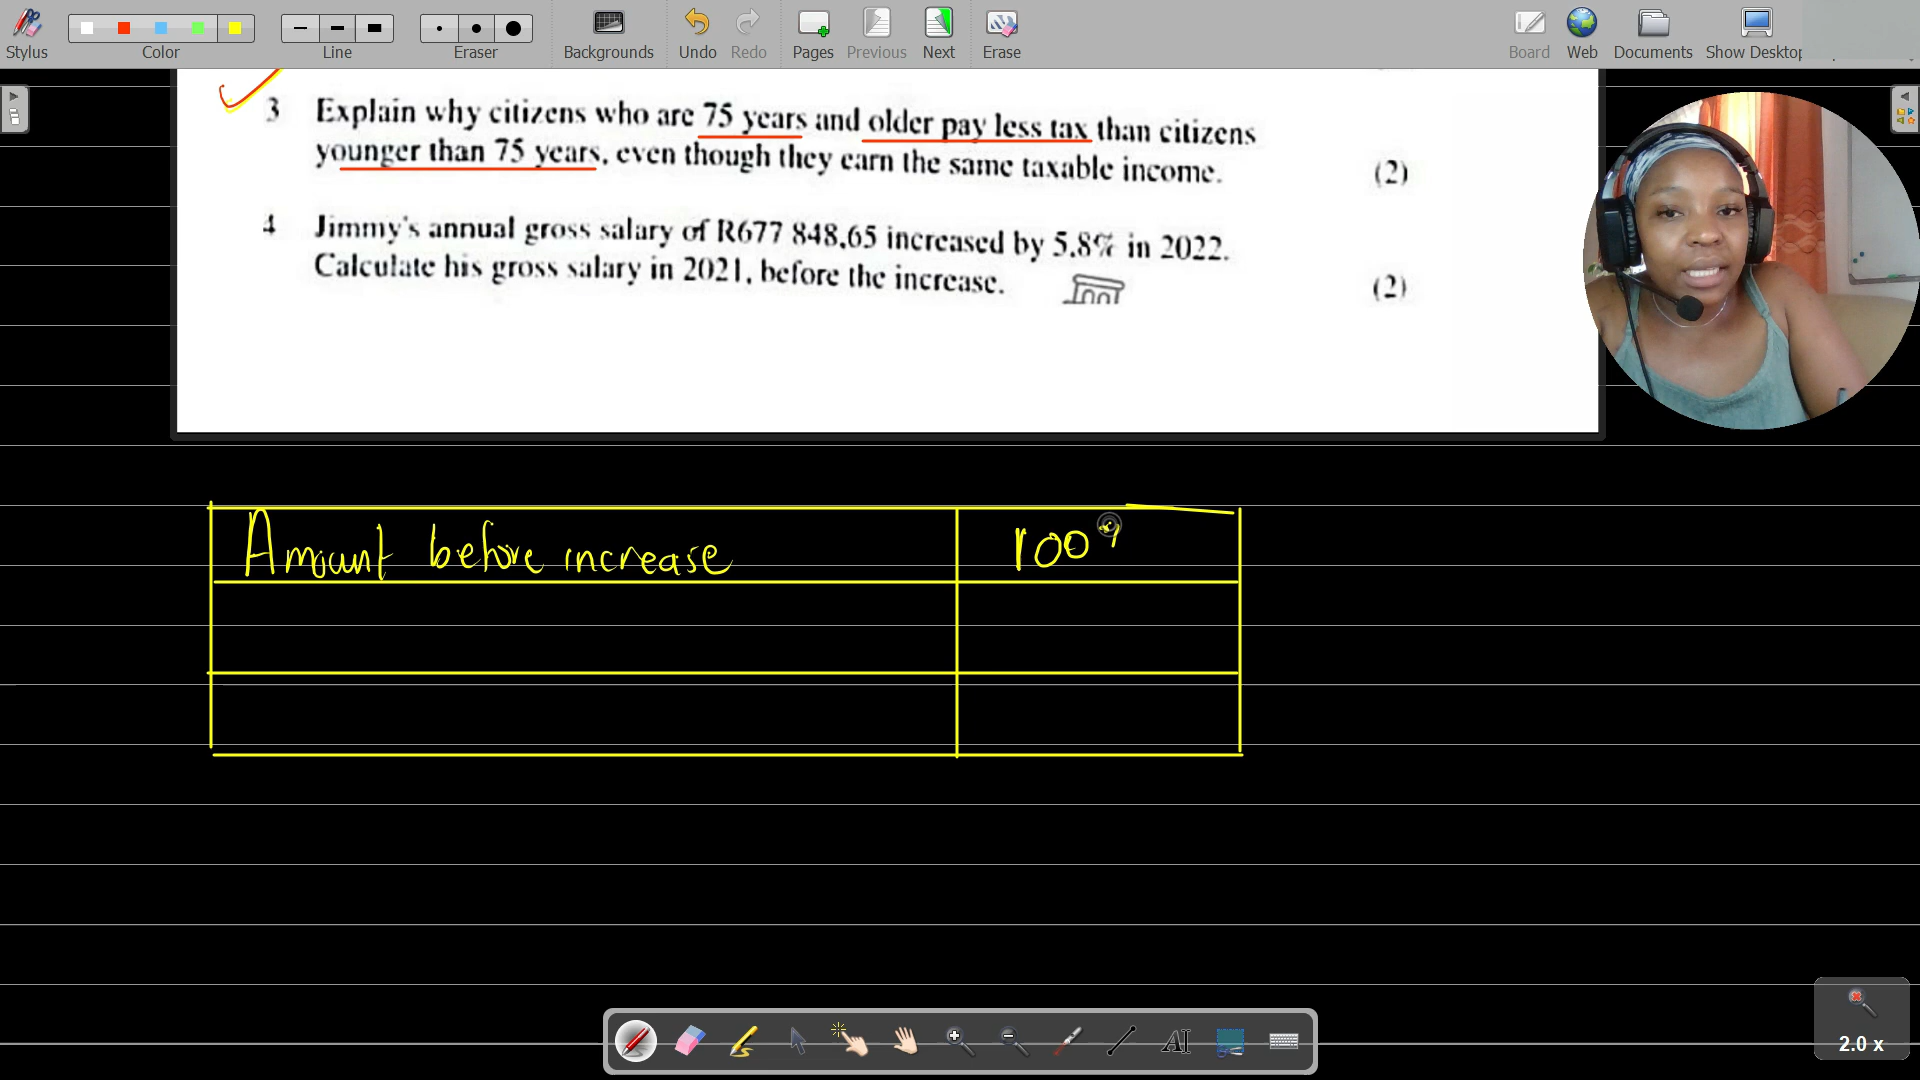 Stylus
Color
Line
Eraser
Backgrounds
Undo
Redo
Pages
Previous
Next
Erase
Board
Web
Documents
Show Desktop
3 Explain why citizens who are 75 years and older pay less tax than citizens
younger than 75 years, even though they earn the same taxable income. (2)
4 Jimmy's annual gross salary of R677 848,65 increased by 5,8% in 2022.
Calculate his gross salary in 2021, before the increase. (2)
Amount before increase 100%
AI
2.0 x